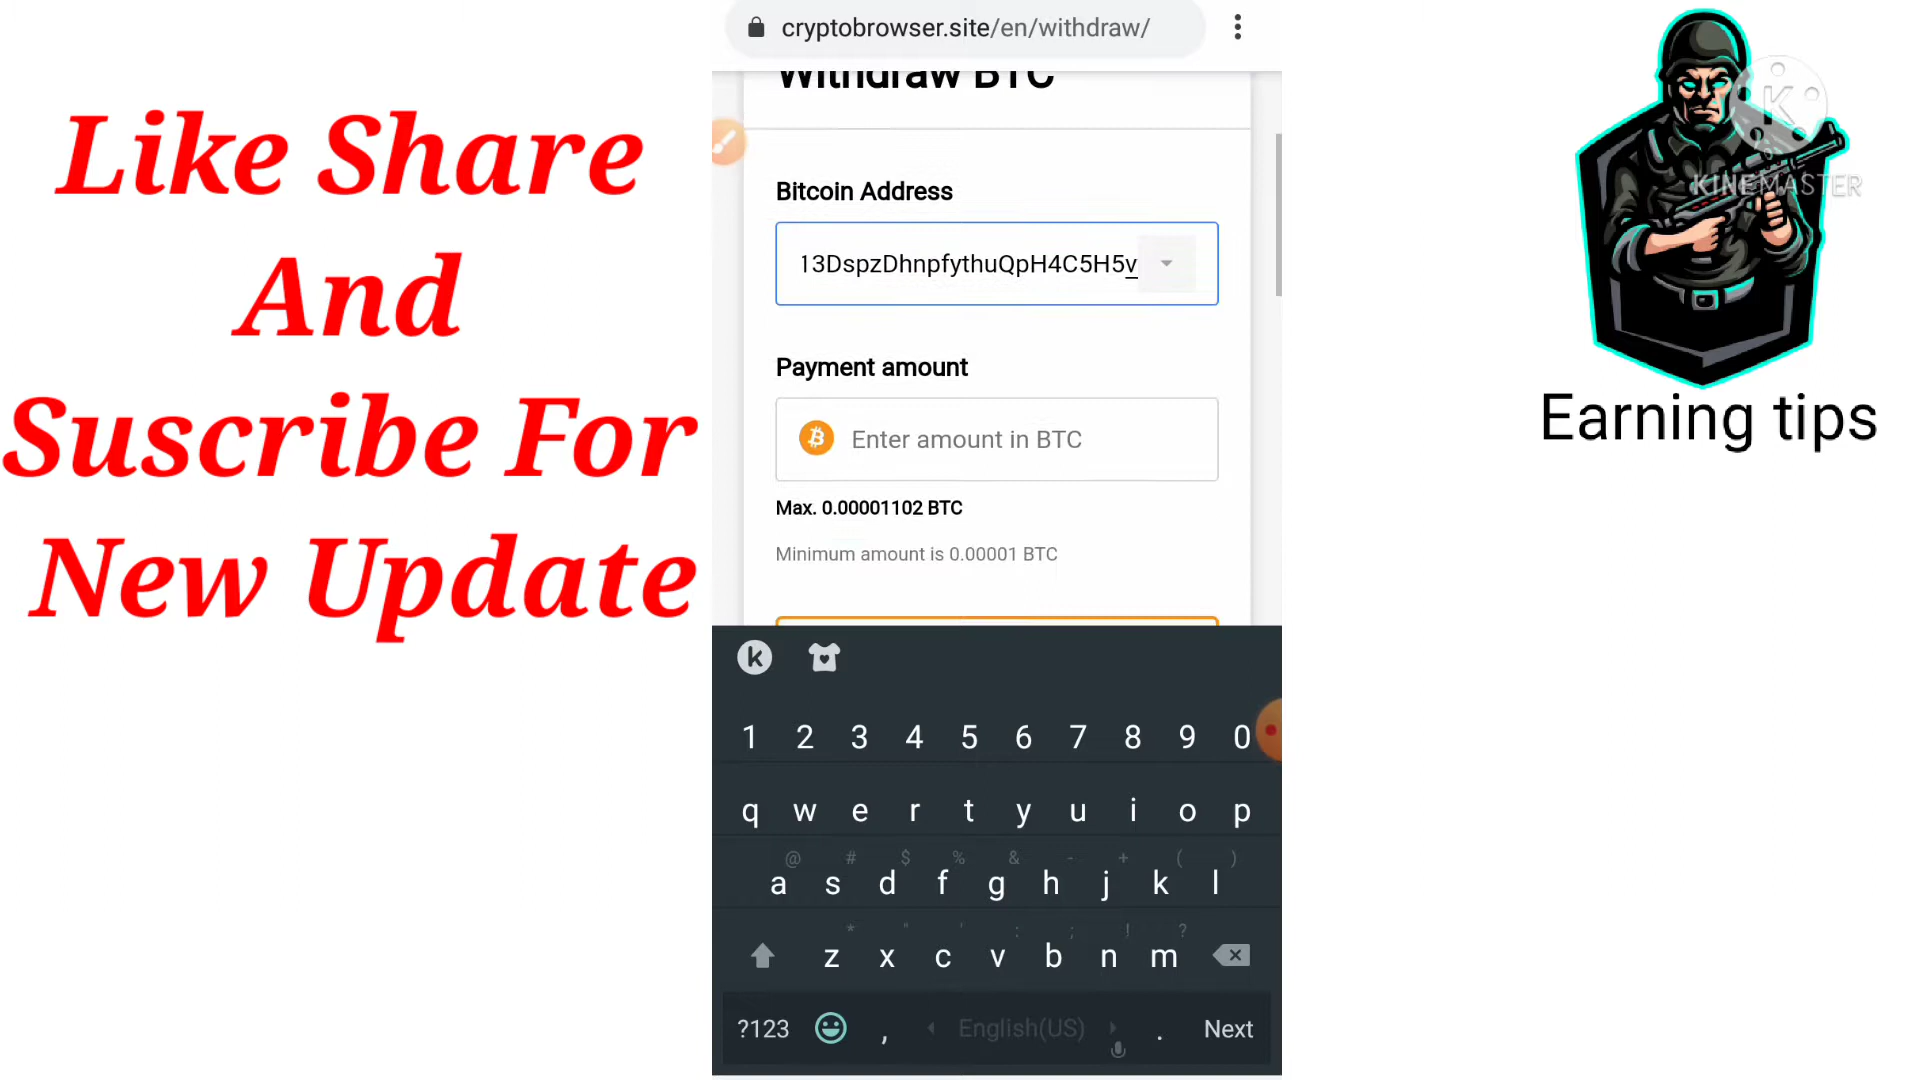 Like Share
And
Suscribe For
New Update
cryptobrowser.site/en/withdraw/
Withdraw BTC
Bitcoin Address
13DspzDhnpfythuQpH4C5H5v
Payment amount
Enter amount in BTC
Max. 0.00001102 BTC
Minimum amount is 0.00001 BTC
k
1 2 3 4 5 6 7 8 9 0
q w e r t y u i o p
@ # $ % & - + ( )
a s d f g h j k l
* " ' : ; ! ?
z x c v b n m
?123 , English(US) . Next
K
KINEMASTER
Earning tips